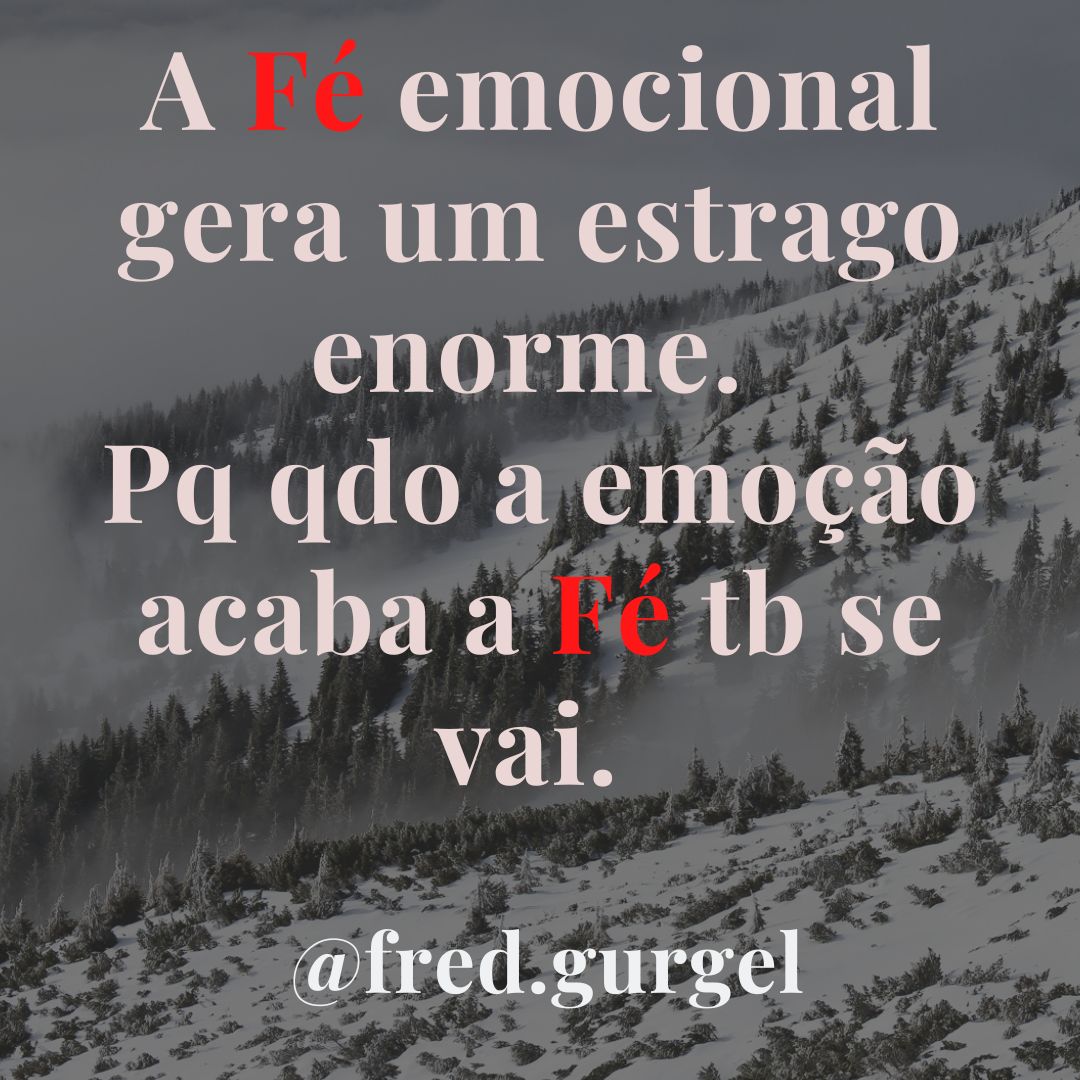 A Fé emocional
gera um estrago
enorme.
Pq qdo a emoção
acaba a Fé tb se
vai.
@fred.gurgel